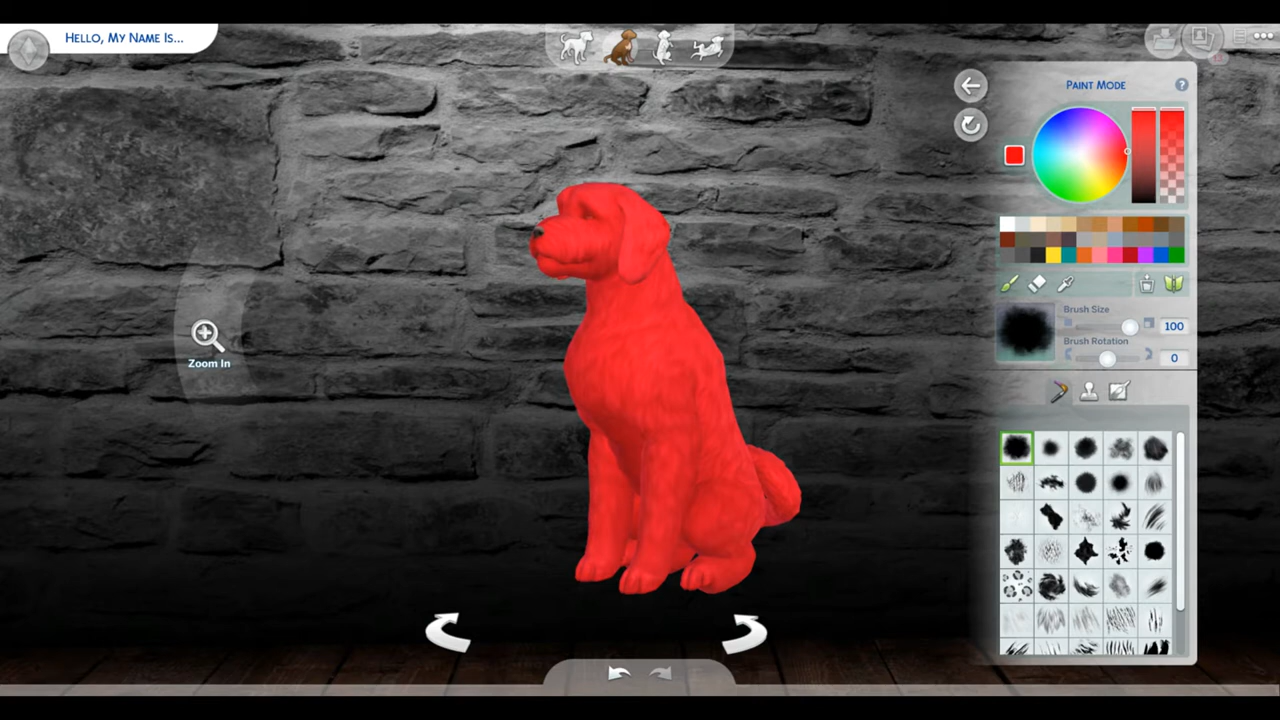 Hello, My Name Is...
Paint Mode
?
Brush Size
100
Brush Rotation
0
Zoom In